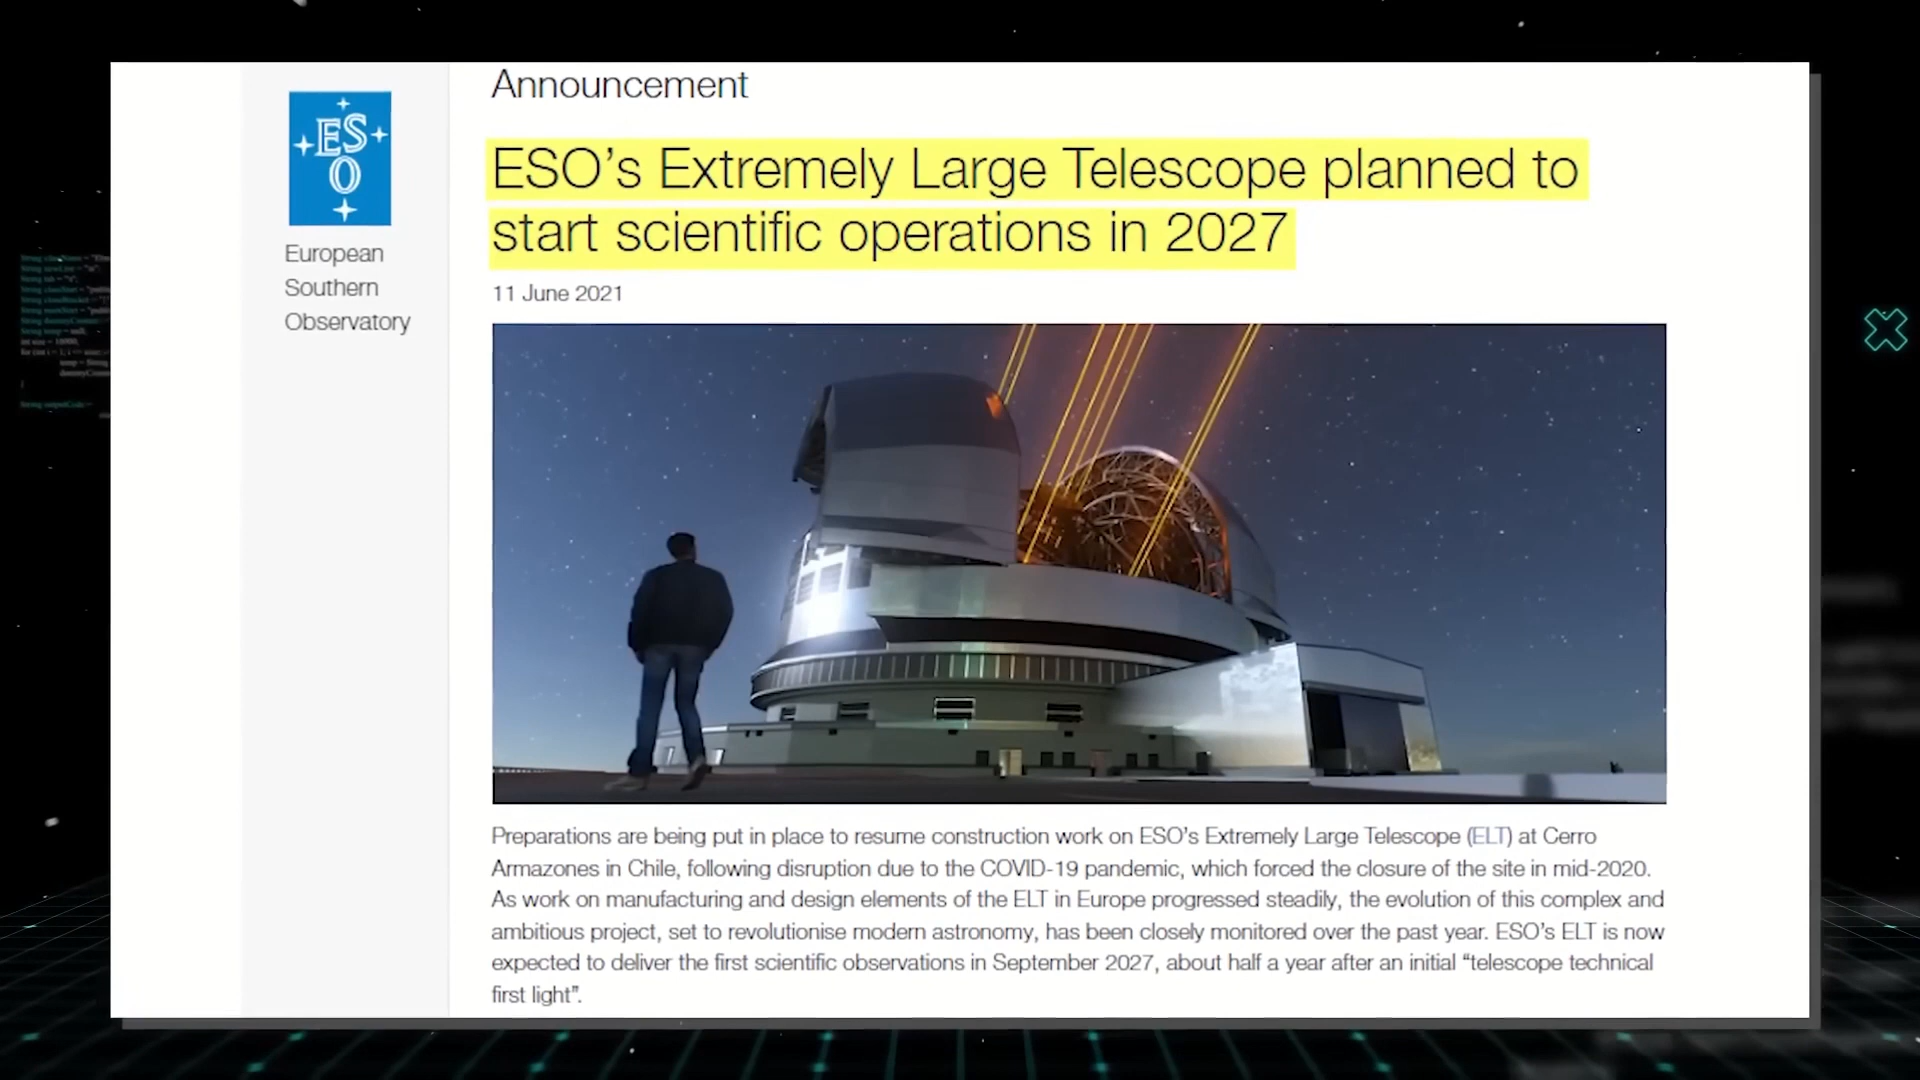 Announcement
ESO’s Extremely Large Telescope planned to
start scientific operations in 2027
11 June 2021
ESO
European
Southern
Observatory
Preparations are being put in place to resume construction work on ESO’s Extremely Large Telescope (ELT) at Cerro
Armazones in Chile, following disruption due to the COVID-19 pandemic, which forced the closure of the site in mid-2020.
As work on manufacturing and design elements of the ELT in Europe progressed steadily, the evolution of this complex and
ambitious project, set to revolutionise modern astronomy, has been closely monitored over the past year. ESO’s ELT is now
expected to deliver the first scientific observations in September 2027, about half a year after an initial “telescope technical
first light”.